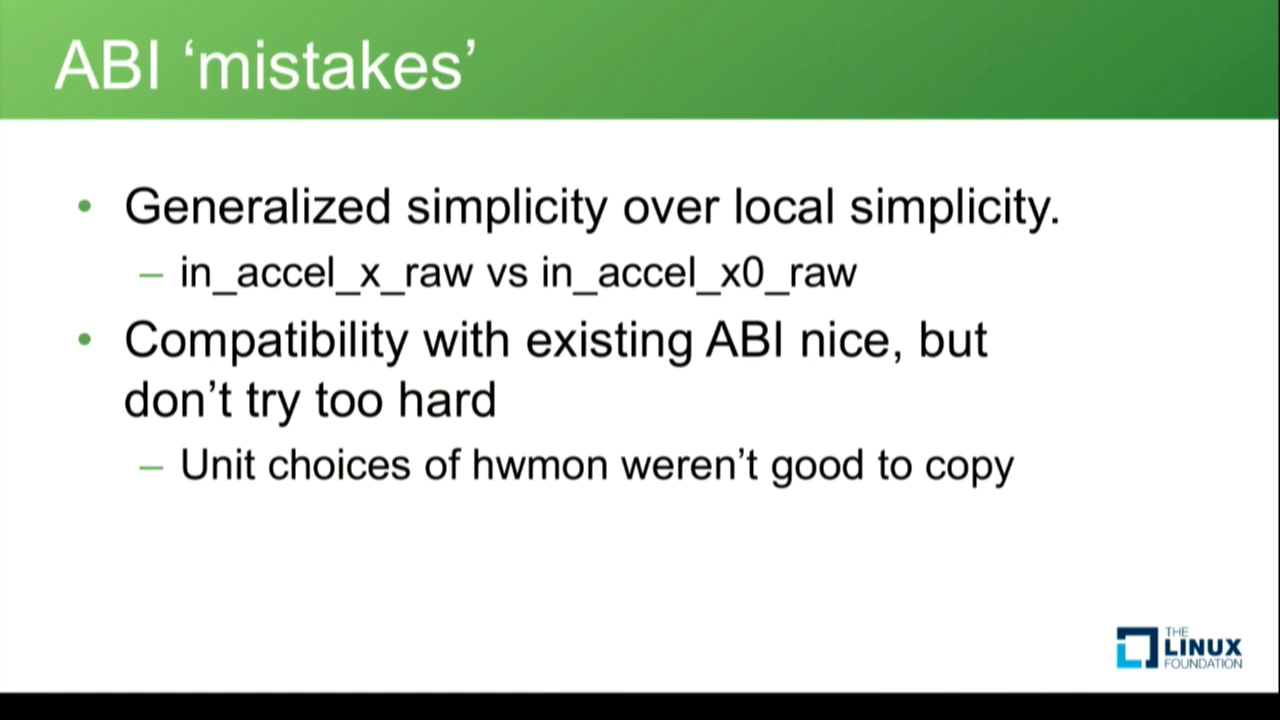 ABI ‘mistakes’
• Generalized simplicity over local simplicity.
– in_accel_x_raw vs in_accel_x0_raw
• Compatibility with existing ABI nice, but
don’t try too hard
– Unit choices of hwmon weren’t good to copy
THE
LINUX
FOUNDATION